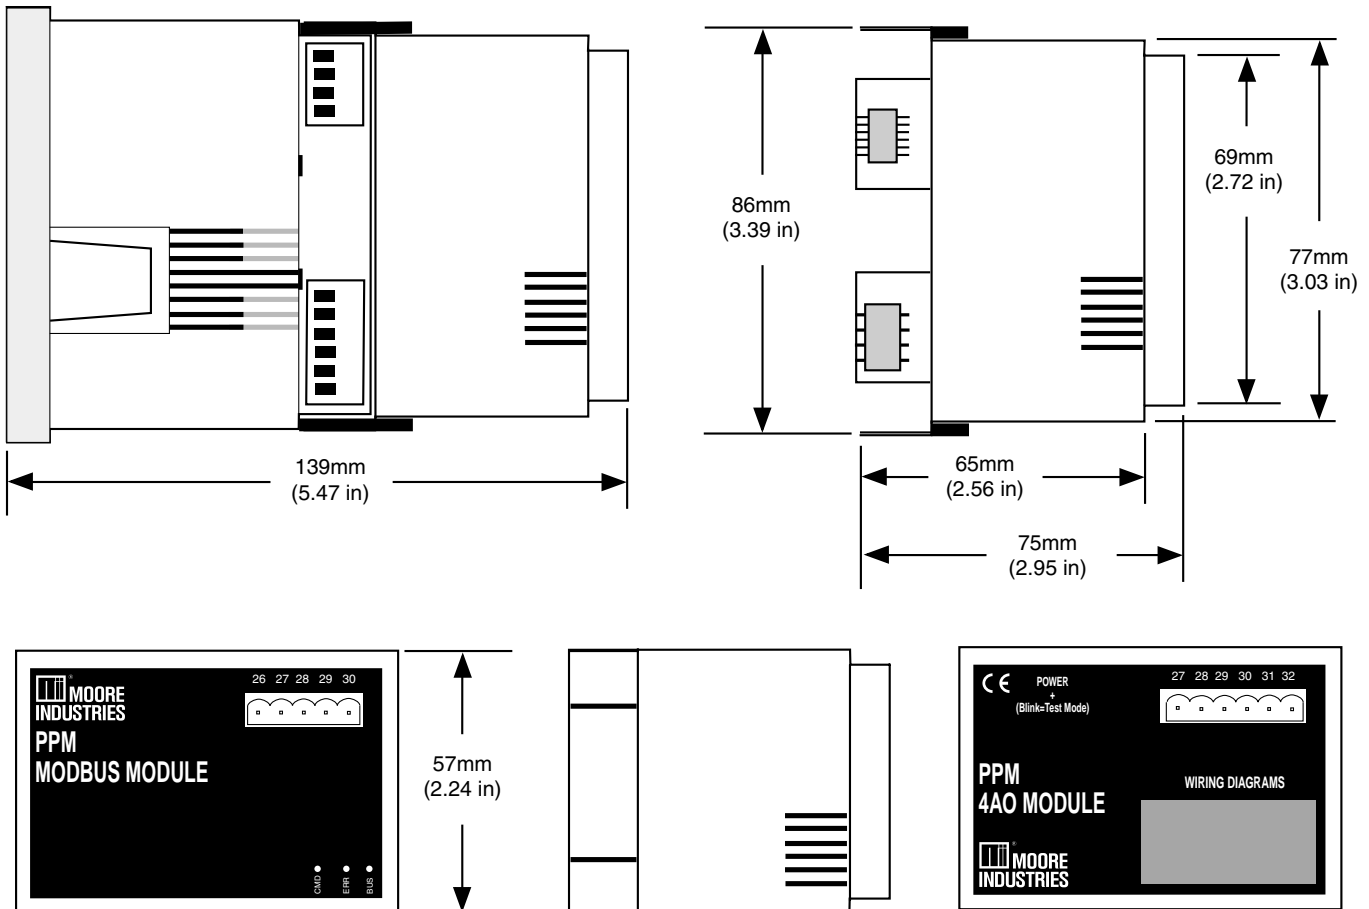 139mm
(5.47 in)
86mm
(3.39 in)
69mm
(2.72 in)
77mm
(3.03 in)
65mm
(2.56 in)
75mm
(2.95 in)
MOORE
INDUSTRIES
®
PPM
MODBUS MODULE
26 27 28 29 30
CMD
ERR
BUS
57mm
(2.24 in)
CE
POWER
+
(Blink=Test Mode)
27 28 29 30 31 32
PPM
4AO MODULE
WIRING DIAGRAMS
®
MOORE
INDUSTRIES